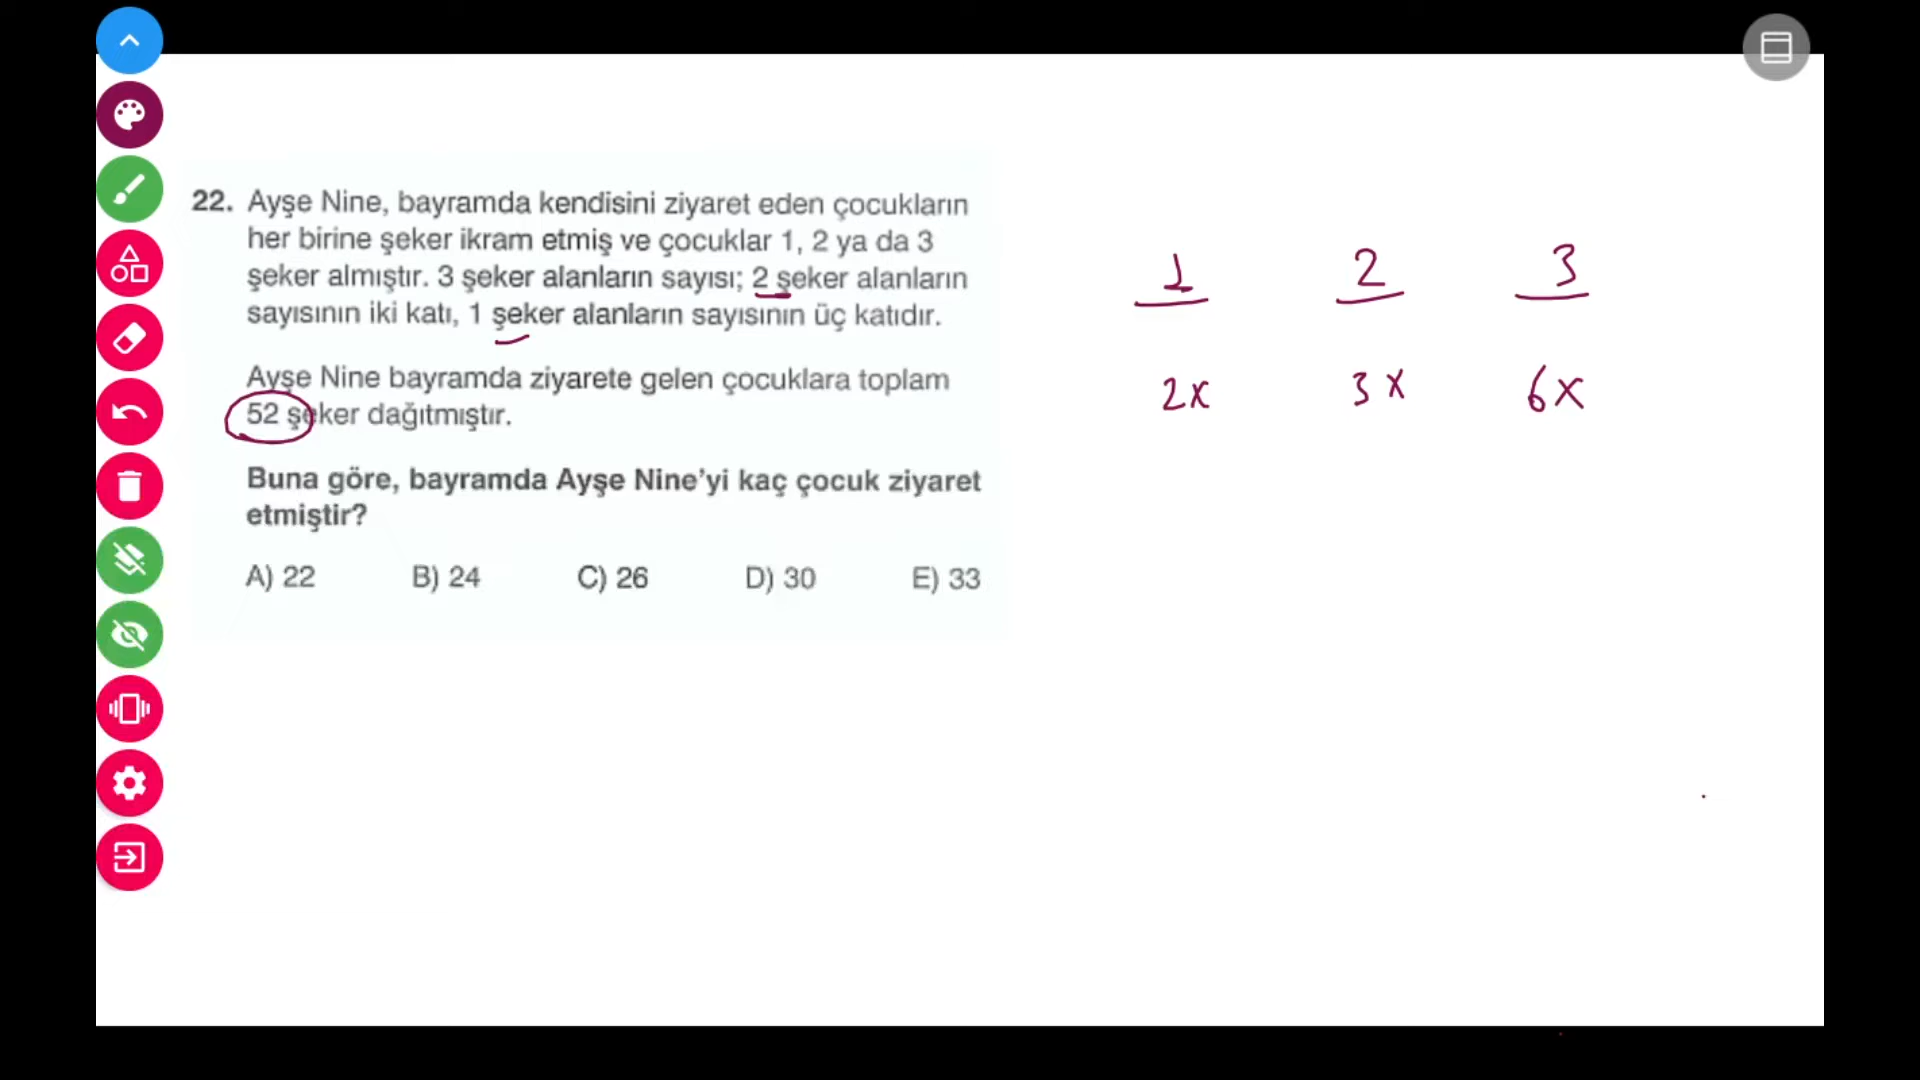 22. Ayşe Nine, bayramda kendisini ziyaret eden çocukların
her birine şeker ikram etmiş ve çocuklar 1, 2 ya da 3
şeker almıştır. 3 şeker alanların sayısı; 2 şeker alanların
sayısının iki katı, 1 şeker alanların sayısının üç katıdır.
Ayşe Nine bayramda ziyarete gelen çocuklara toplam
52 şeker dağıtmıştır.
Buna göre, bayramda Ayşe Nine'yi kaç çocuk ziyaret
etmiştir?
A) 22 B) 24 C) 26 D) 30 E) 33
1 2 3
2x 3x 6x